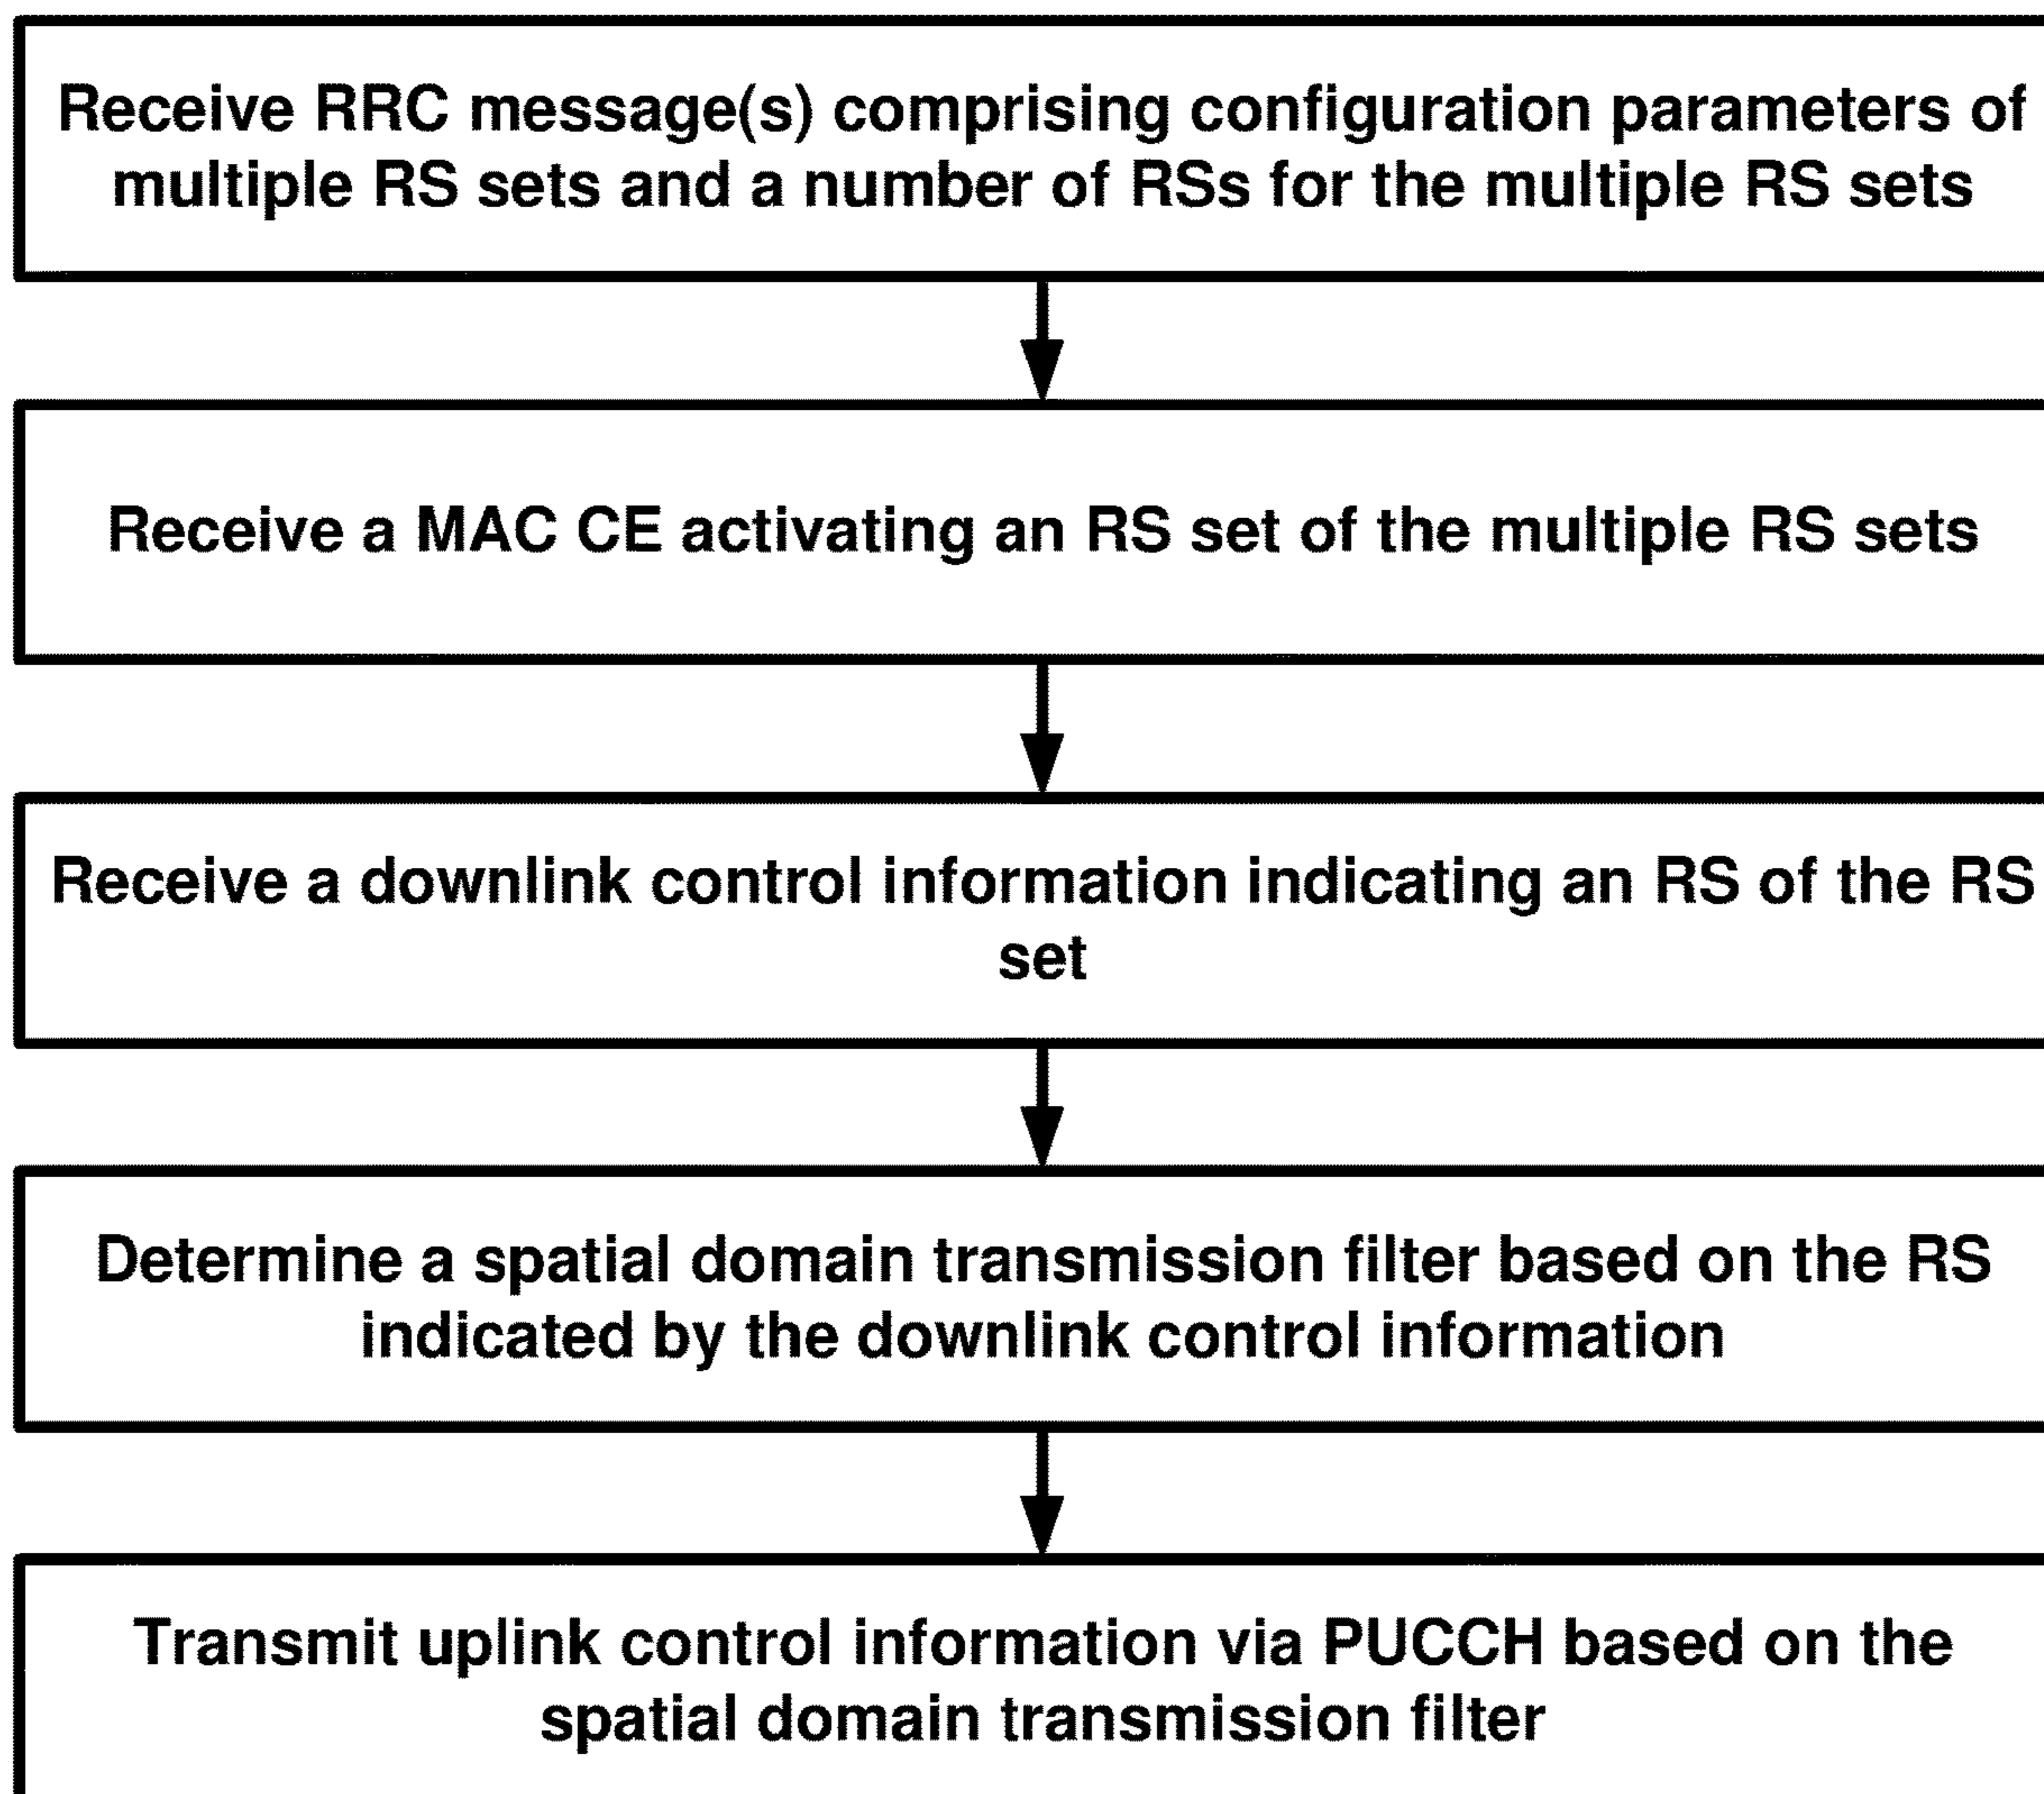 Receive RRC message(s) comprising configuration parameters of
multiple RS sets and a number of RSs for the multiple RS sets
Receive a MAC CE activating an RS set of the multiple RS sets
Receive a downlink control information indicating an RS of the RS
set
Determine a spatial domain transmission filter based on the RS
indicated by the downlink control information
Transmit uplink control information via PUCCH based on the
spatial domain transmission filter